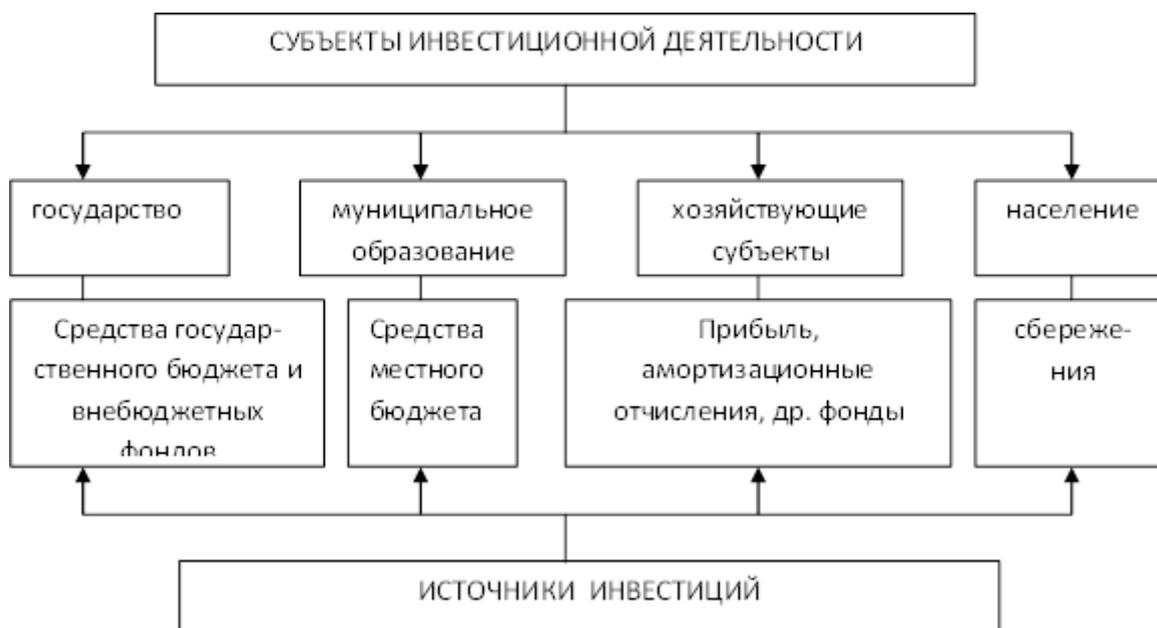 СУБЪЕКТЫ ИНВЕСТИЦИОННОЙ ДЕЯТЕЛЬНОСТИ
государство
муниципальное
образование
хозяйствующие
субъекты
население
Средства государ-
ственного бюджета и
внебюджетных
фондов
Средства
местного
бюджета
Прибыль,
амортизационные
отчисления, др. фонды
сбереже-
ния
ИСТОЧНИКИ ИНВЕСТИЦИЙ